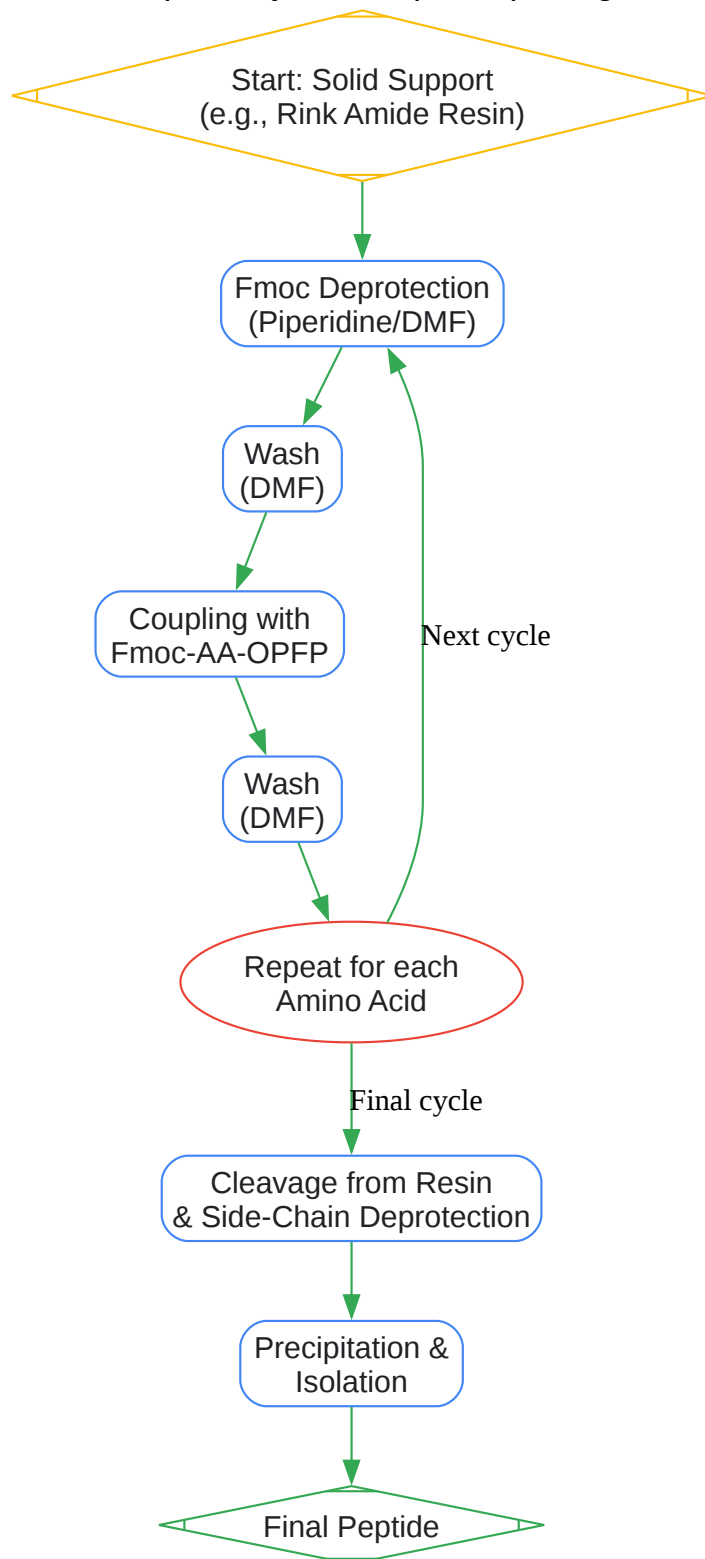 Start: Solid Support
(e.g., Rink Amide Resin)
Fmoc Deprotection
(Piperidine/DMF)
Wash
(DMF)
Coupling with
Fmoc-AA-OPFP
Next cycle
Wash
(DMF)
Repeat for each
Amino Acid
Final cycle
Cleavage from Resin
& Side-Chain Deprotection
Precipitation &
Isolation
Final Peptide